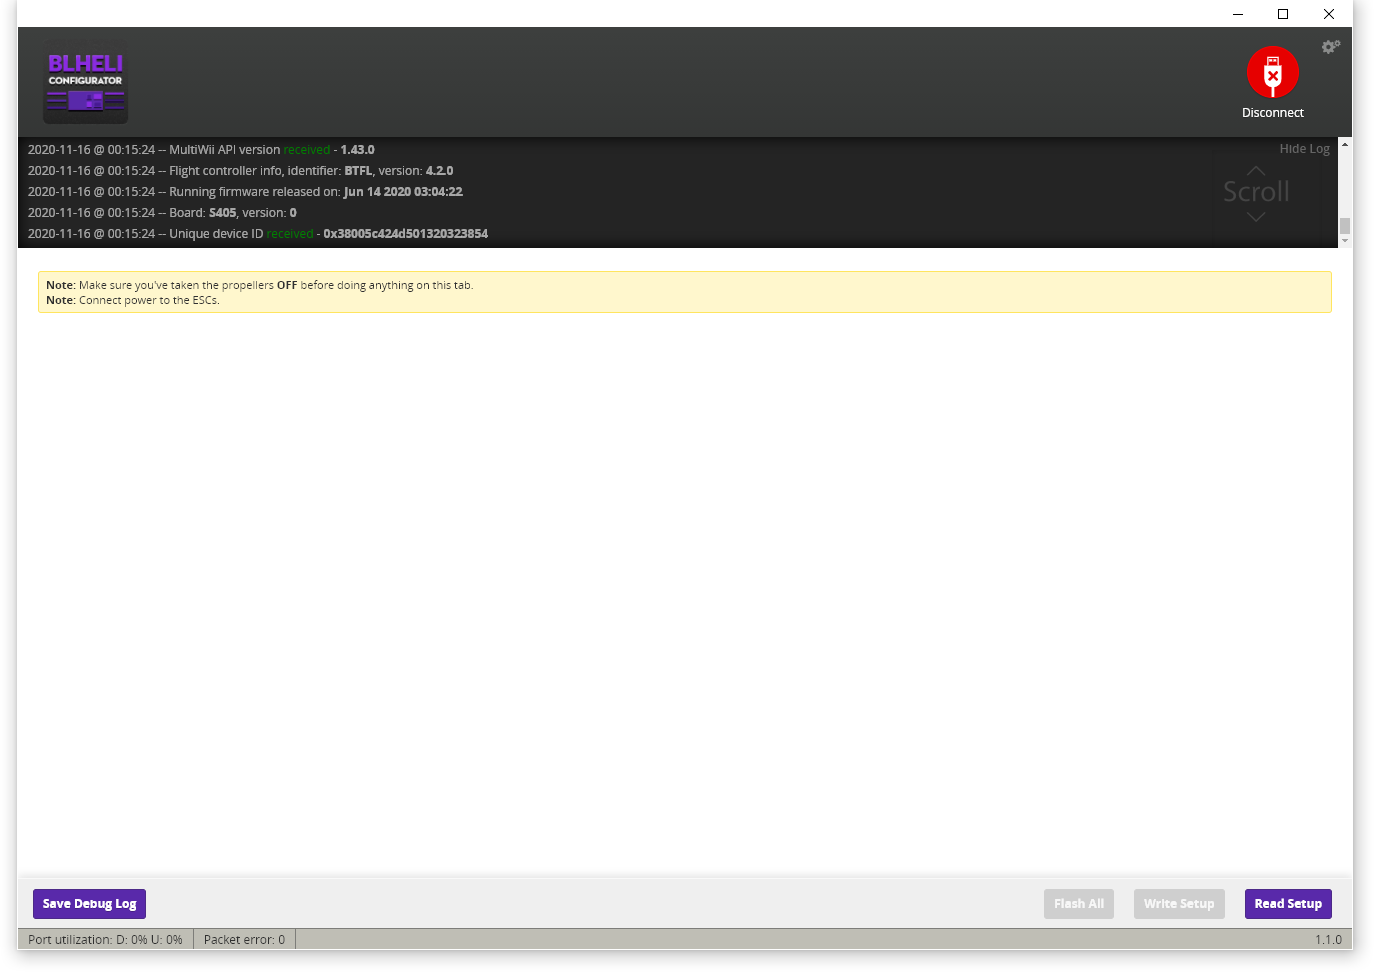 BLHELI
CONFIGURATOR
Disconnect
2020-11-16 @ 00:15:24 -- MultiWii API version received - 1.43.0
Hide Log
2020-11-16 @ 00:15:24 -- Flight controller info, identifier: BTFL, version: 4.2.0
2020-11-16 @ 00:15:24 -- Running firmware released on: Jun 14 2020 03:04:22
Scroll
2020-11-16 @ 00:15:24 -- Board: S405, version: 0
2020-11-16 @ 00:15:24 -- Unique device ID received - 0x38005c424d501320323854
Note: Make sure you've taken the propellers OFF before doing anything on this tab.
Note: Connect power to the ESCs.
Save Debug Log
Flash All
Write Setup
Read Setup
Port utilization: D: 0% U: 0%
Packet error: 0
1.1.0